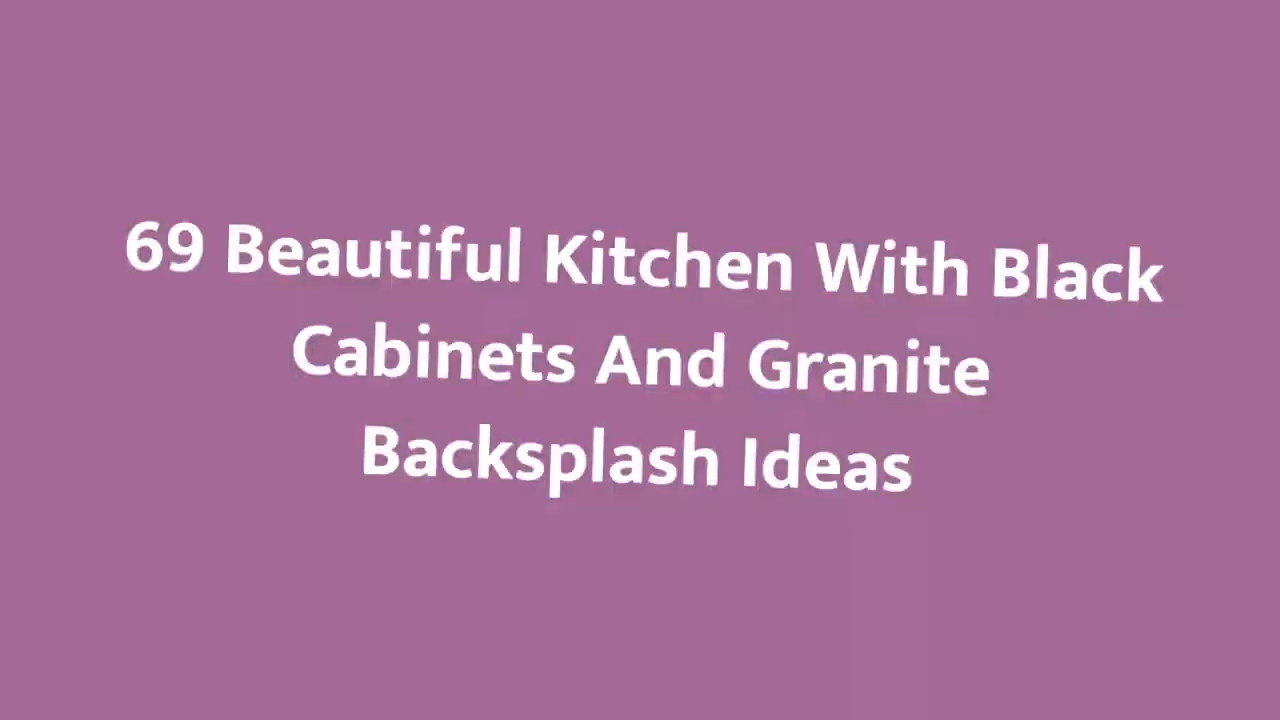 69 Beautiful Kitchen With Black
Cabinets And Granite
Backsplash Ideas